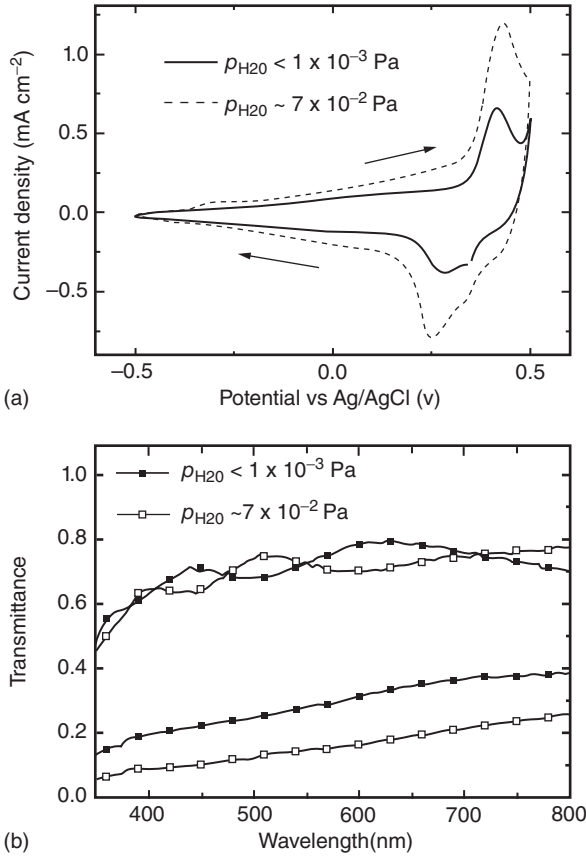 1.0
p_H20 < 1 x 10⁻³ Pa
p_H20 ~ 7 x 10⁻² Pa
0.5
0.0
−0.5
Current density (mA cm⁻²)
−0.5 0.0 0.5
Potential vs Ag/AgCl (v)
(a)
1.0
p_H20 < 1 x 10⁻³ Pa
p_H20 ~7 x 10⁻² Pa
0.8
0.6
0.4
0.2
0.0
Transmittance
400 500 600 700 800
Wavelength(nm)
(b)